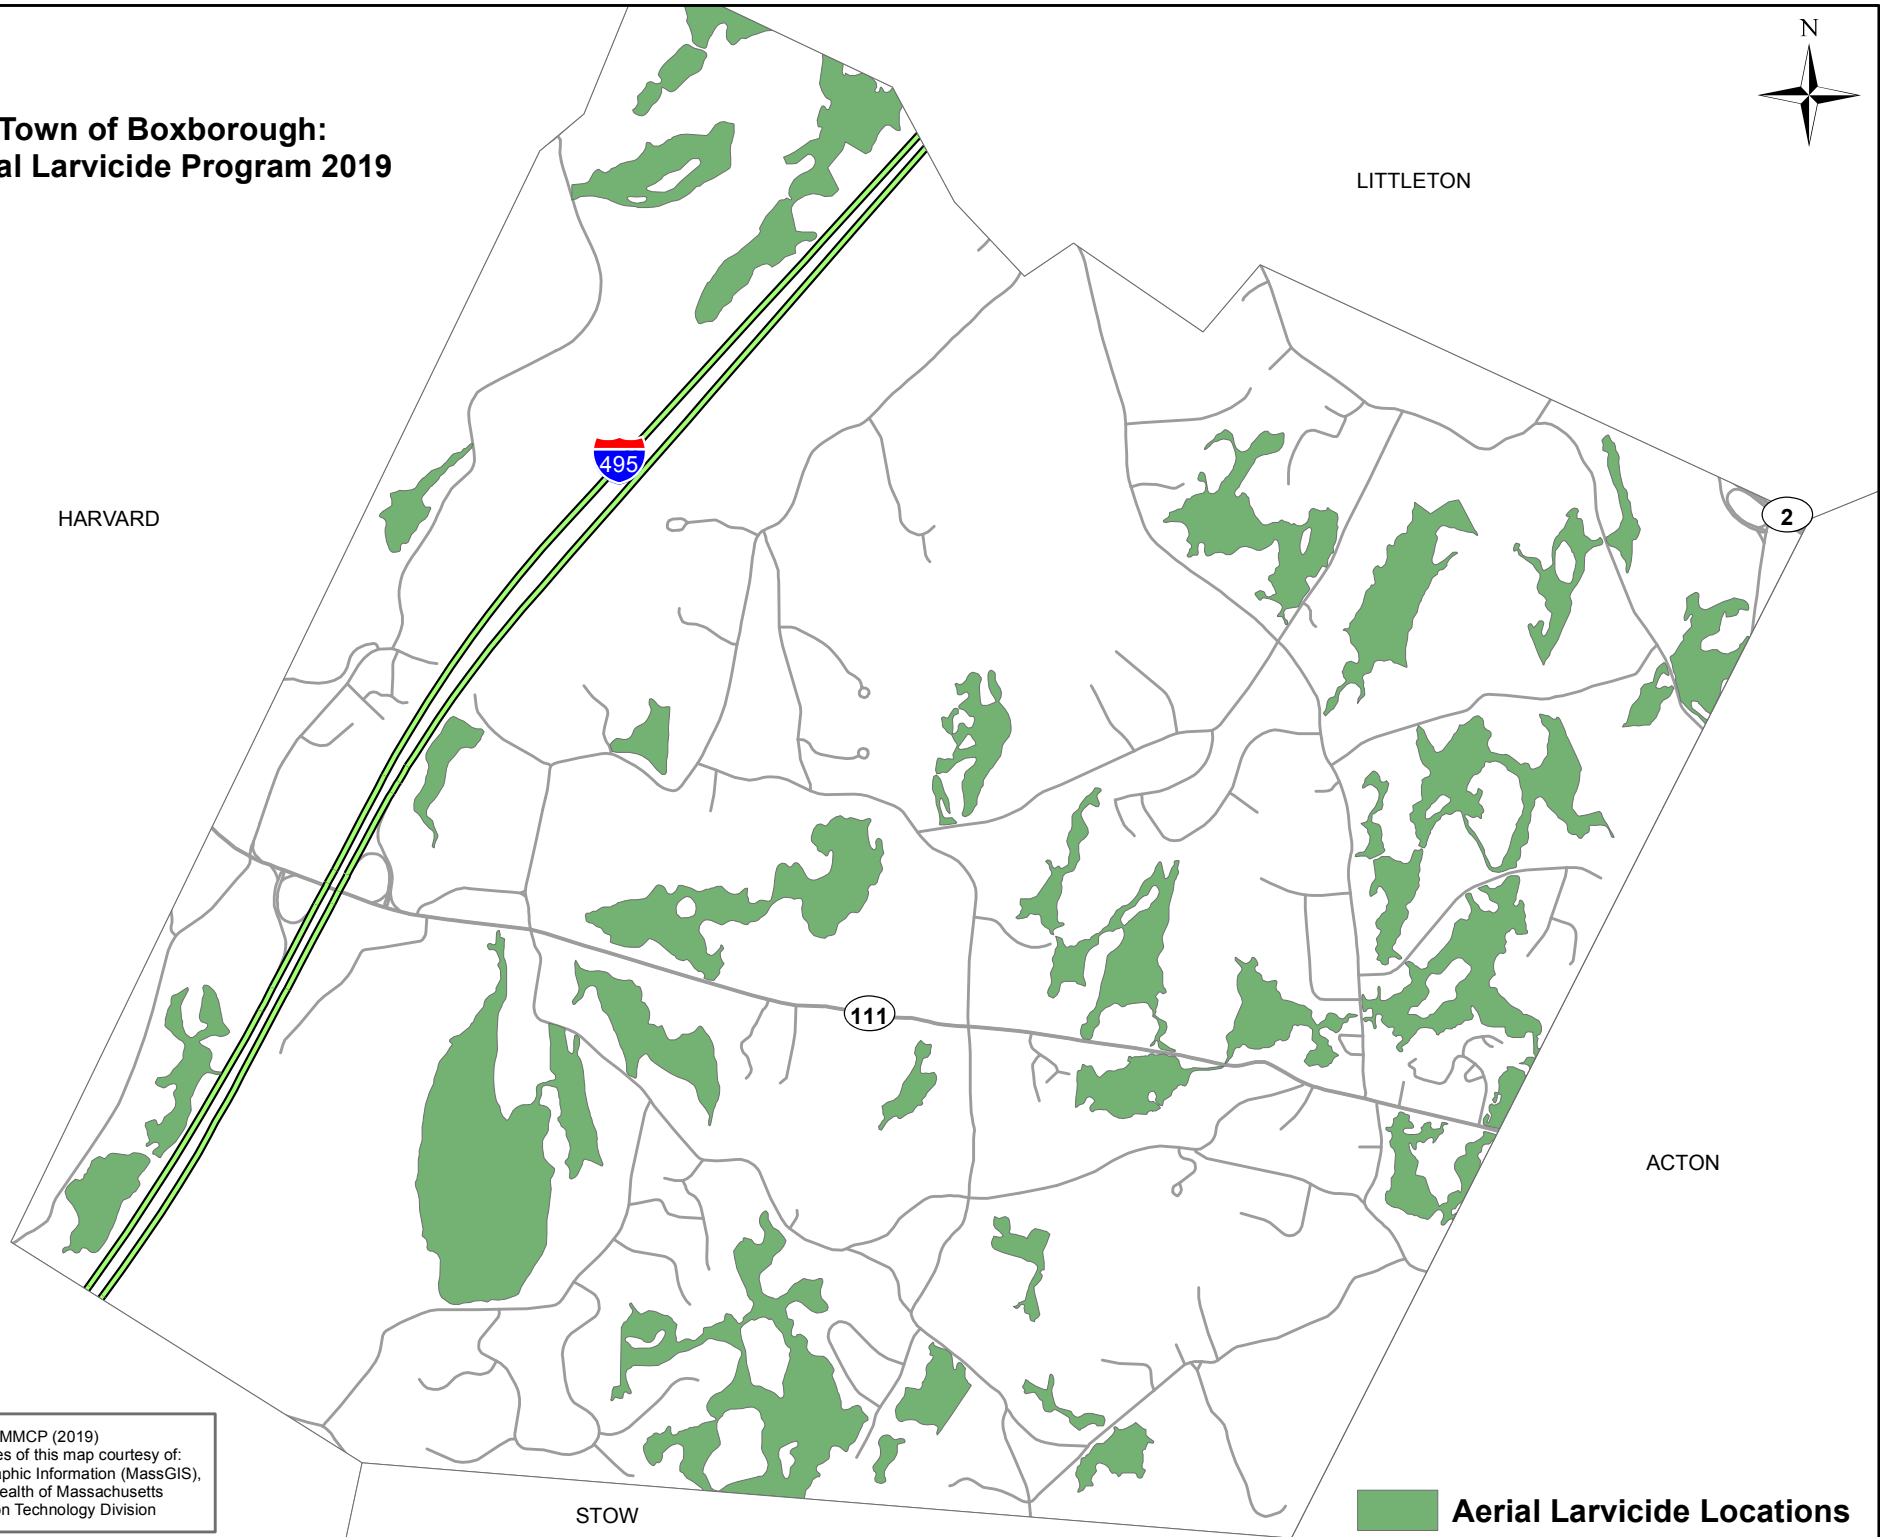 N
Town of Boxborough:
al Larvicide Program 2019
LITTLETON
495
HARVARD
2
111
ACTON
MMCP (2019)
es of this map courtesy of:
aphic Information (MassGIS),
ealth of Massachusetts
on Technology Division
STOW
Aerial Larvicide Locations